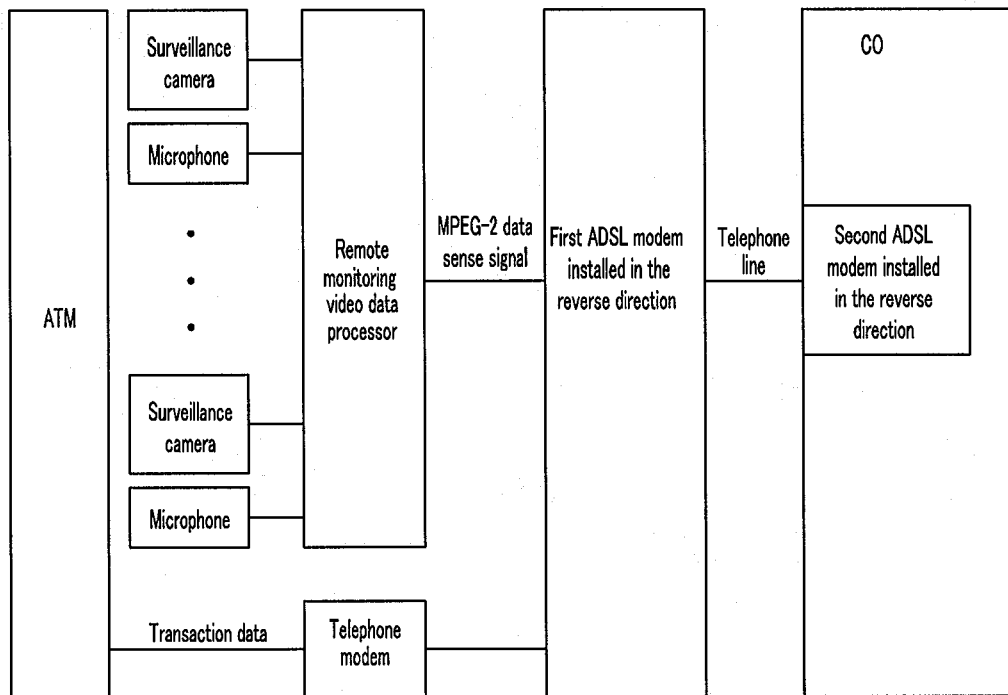 ATM
Surveillance
camera
Microphone
Surveillance
camera
Microphone
Remote
monitoring
video data
processor
MPEG-2 data
sense signal
First ADSL modem
installed in the
reverse direction
Telephone
line
CO
Second ADSL
modem installed
in the reverse
direction
Transaction data
Telephone
modem